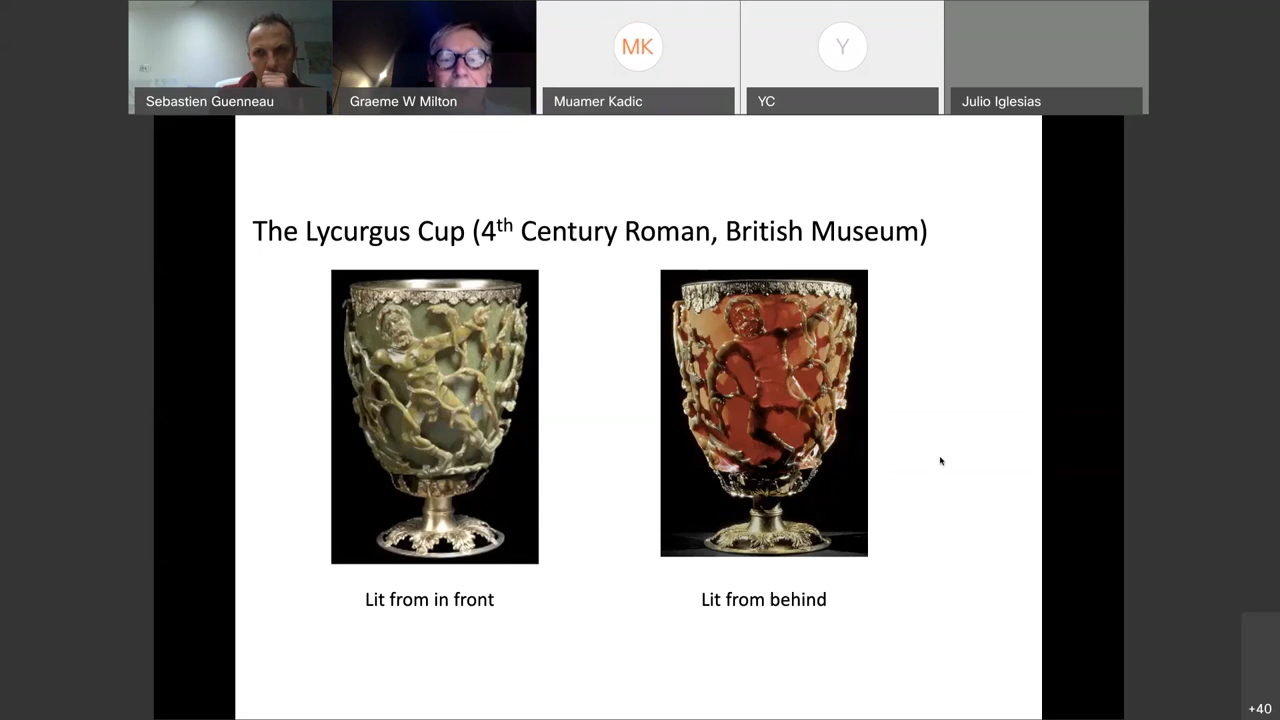 MK
Y
Sebastien Guenneau
Graeme W Milton
Muamer Kadic
YC
Julio Iglesias
The Lycurgus Cup (4th Century Roman, British Museum)
Lit from in front
Lit from behind
+40